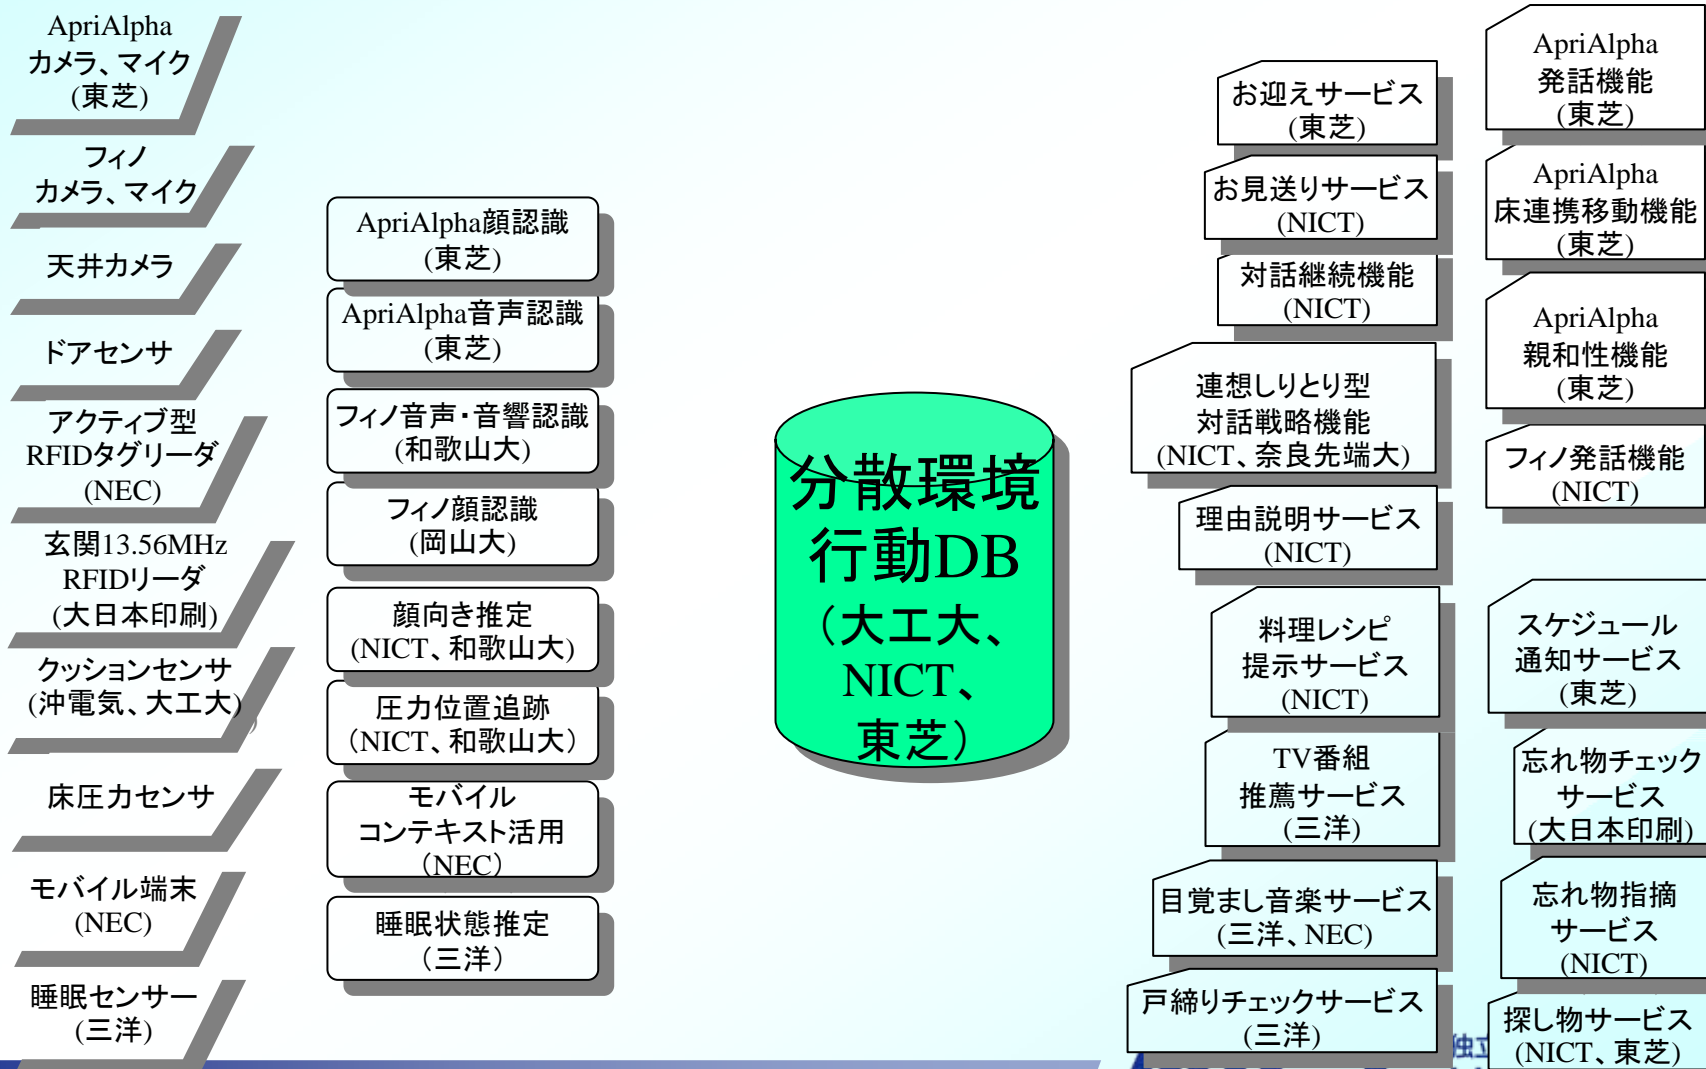 ApriAlpha
カメラ、マイク
(東芝)
フィノ
カメラ、マイク
天井カメラ
ドアセンサ
アクティブ型
RFIDタグリーダ
(NEC)
玄関13.56MHz
RFIDリーダ
(大日本印刷)
クッションセンサ
(沖電気、大工大)
床圧力センサ
モバイル端末
(NEC)
睡眠センサー
(三洋)
ApriAlpha顔認識
(東芝)
ApriAlpha音声認識
(東芝)
フィノ音声・音響認識
(和歌山大)
フィノ顔認識
(岡山大)
顔向き推定
(NICT、和歌山大)
圧力位置追跡
（NICT、和歌山大）
モバイル
コンテキスト活用
（NEC）
睡眠状態推定
（三洋）
分散環境
行動DB
（大工大、
NICT、
東芝）
お迎えサービス
(東芝)
お見送りサービス
(NICT)
対話継続機能
(NICT)
連想しりとり型
対話戦略機能
(NICT、奈良先端大)
理由説明サービス
(NICT)
料理レシピ
提示サービス
(NICT)
TV番組
推薦サービス
(三洋)
目覚まし音楽サービス
(三洋、NEC)
戸締りチェックサービス
(三洋)
ApriAlpha
発話機能
(東芝)
ApriAlpha
床連携移動機能
(東芝)
ApriAlpha
親和性機能
(東芝)
フィノ発話機能
(NICT)
スケジュール
通知サービス
(東芝)
忘れ物チェック
サービス
(大日本印刷)
忘れ物指摘
サービス
(NICT)
探し物サービス
(NICT、東芝)
独立